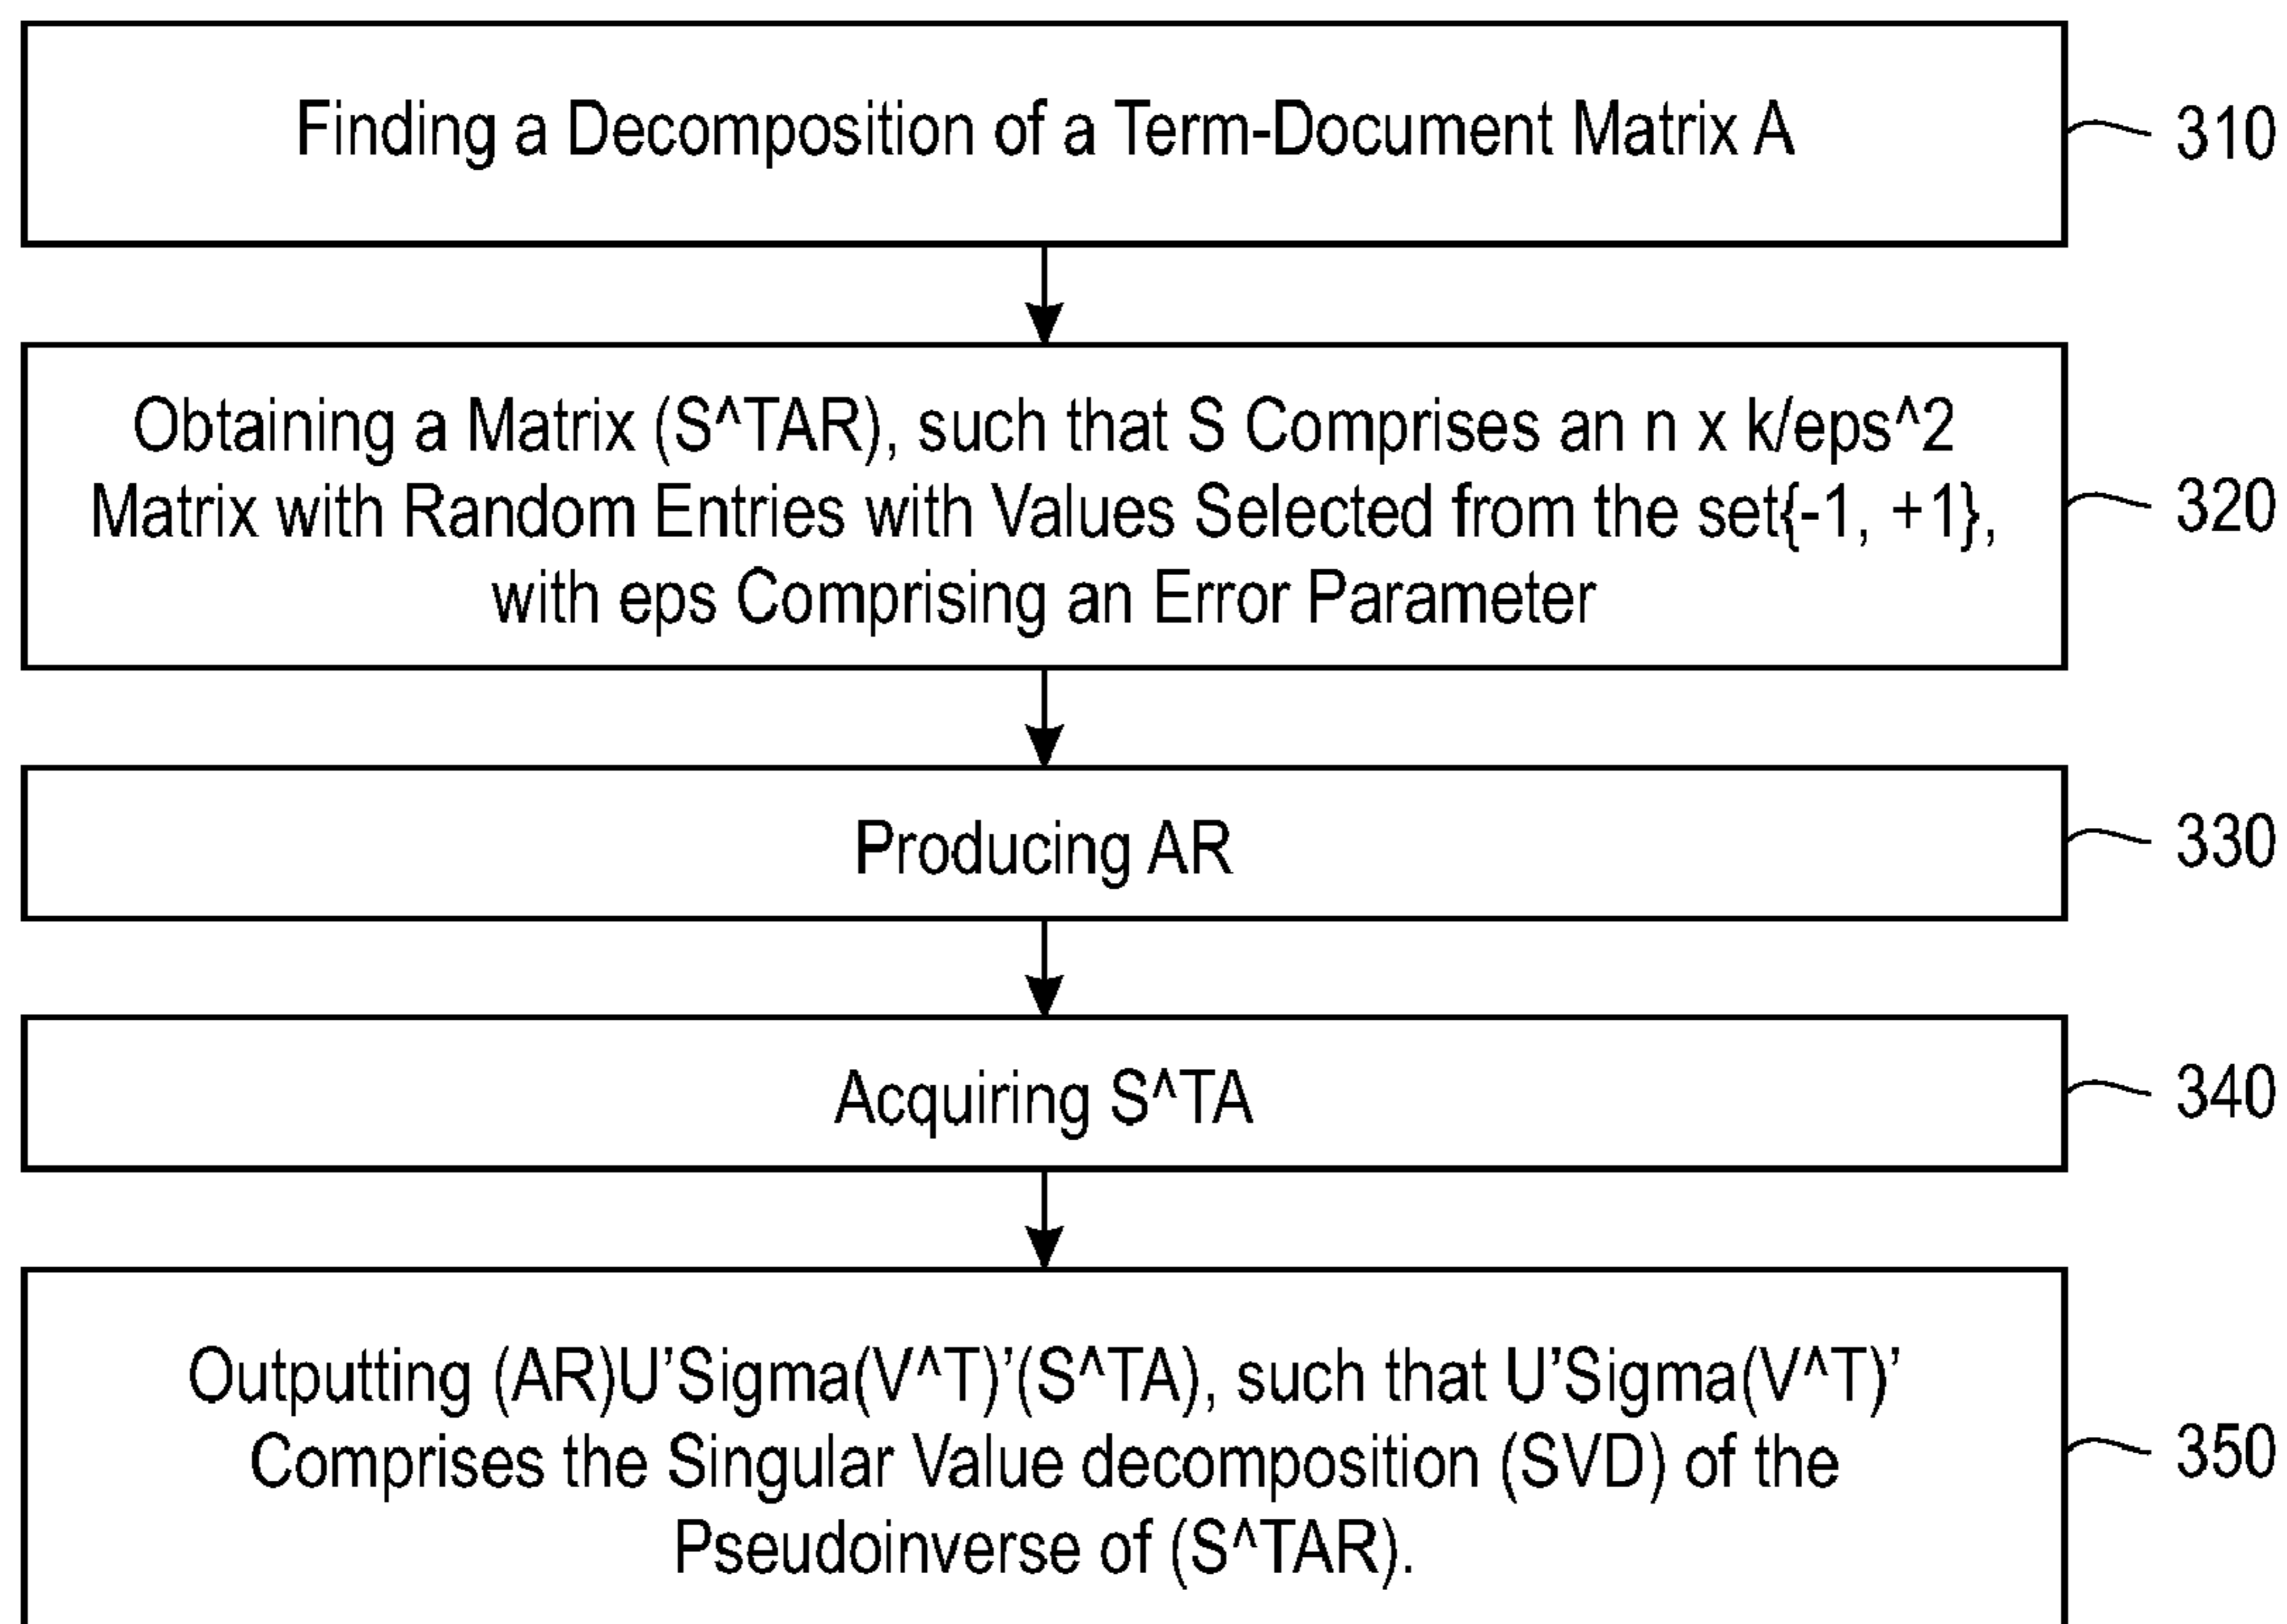 Finding a Decomposition of a Term-Document Matrix A
310
Obtaining a Matrix (S^TAR), such that S Comprises an n x k/eps^2
Matrix with Random Entries with Values Selected from the set{-1, +1},
with eps Comprising an Error Parameter
320
Producing AR
330
Acquiring S^TA
340
Outputting (AR)U’Sigma(V^T)’(S^TA), such that U’Sigma(V^T)’
Comprises the Singular Value decomposition (SVD) of the
Pseudoinverse of (S^TAR).
350